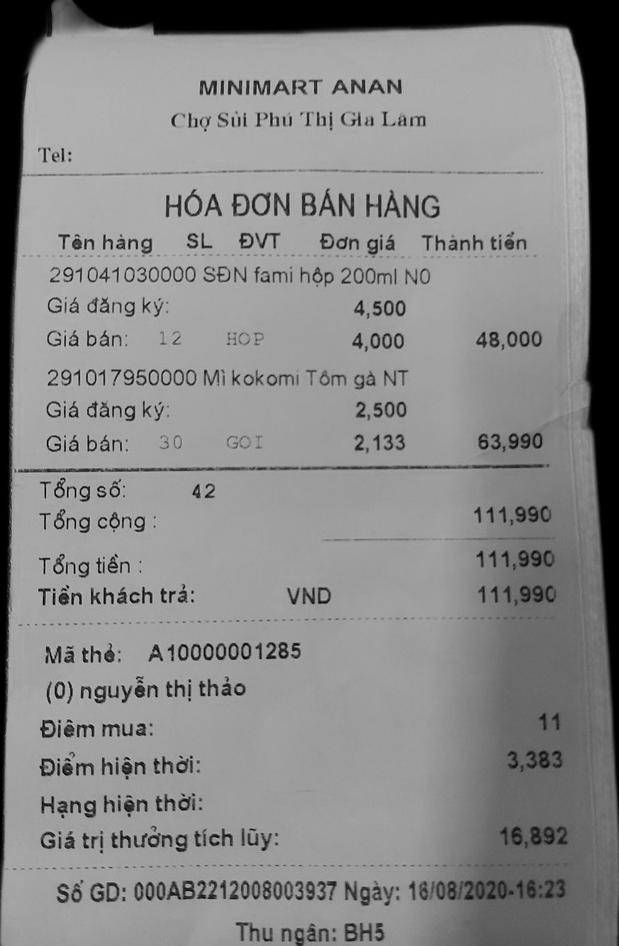 MINIMART ANAN
Chợ Sủi Phú Thị Gia Lâm
Tel:
HÓA ĐƠN BÁN HÀNG
Tên hàng SL ĐVT Đơn giá Thành tiển
291041030000 SĐN fami hộp 200ml N0
Giá đăng ký: 4,500
Giá bán: 12 HOP 4,000 48,000
291017950000 Mì kokomi Tôm gà NT
Giá đăng ký: 2,500
Giá bán: 30 GOI 2,133 63,990
Tổng số: 42
Tổng cộng : 111,990
Tổng tiền : 111,990
Tiền khách trả: VND 111,990
Mã thẻ: A10000001285
(0) nguyễn thị thảo
Điêm mua: 11
Điểm hiện thời: 3,383
Hạng hiện thời:
Giá trị thưởng tích lũy: 16,892
Sổ GD: 000AB2212008003937 Ngày: 16/08/2020-16:23
Thu ngân: BH5